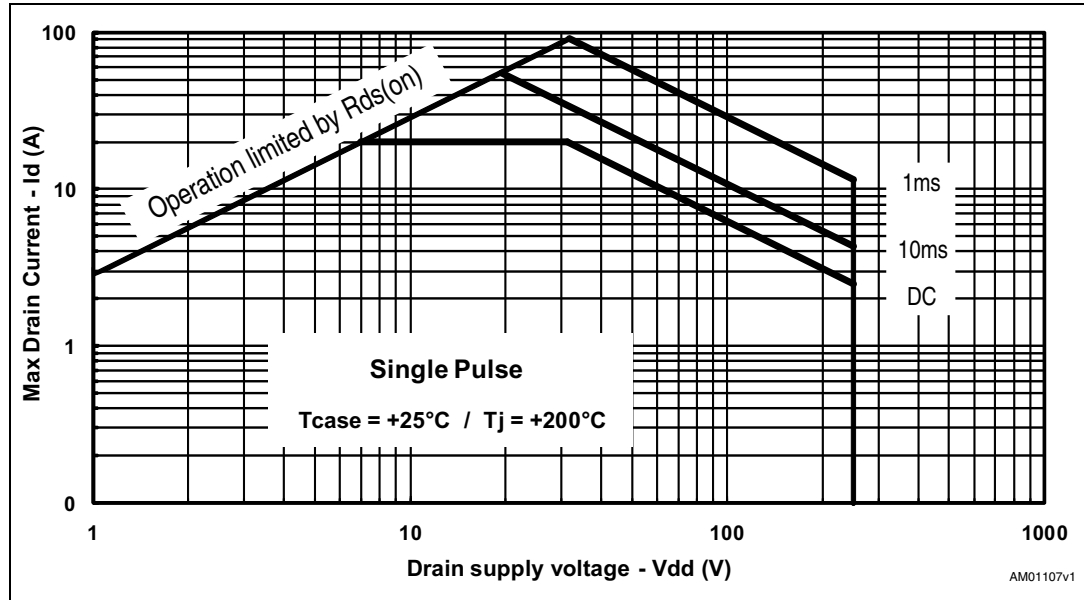 100
10
1
0
Max Drain Current - Id (A)
Operation limited by Rds(on)
1ms
10ms
DC
Single Pulse
Tcase = +25°C / Tj = +200°C
1
10
100
1000
Drain supply voltage - Vdd (V)
AM01107v1